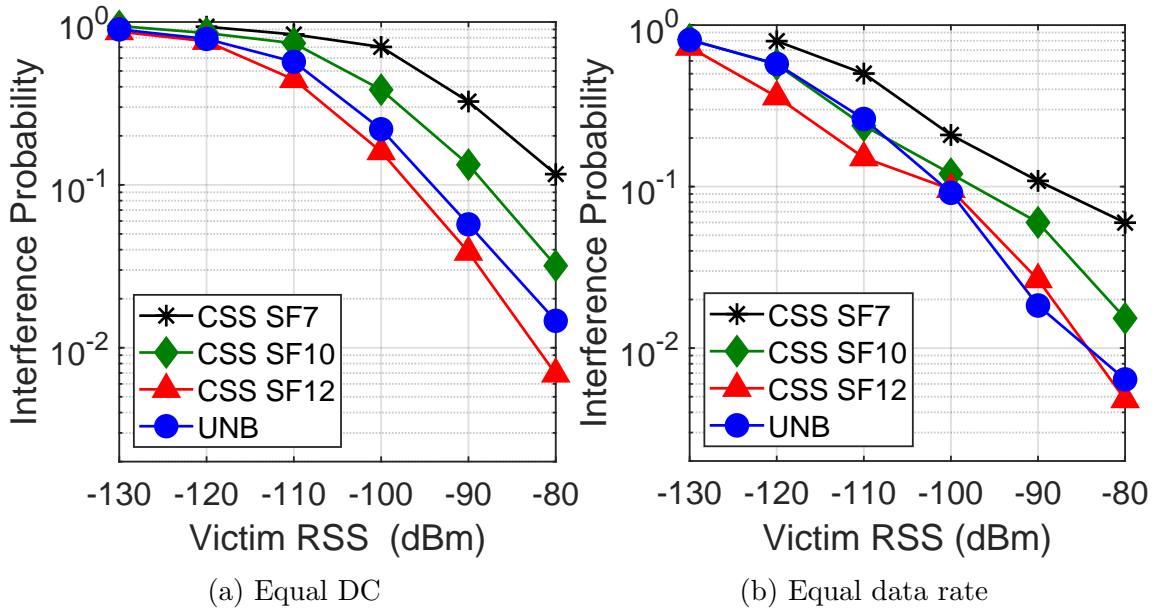 Interference Probability
10^0
10^-1
10^-2
CSS SF7
CSS SF10
CSS SF12
UNB
-130 -120 -110 -100 -90 -80
Victim RSS (dBm)
(a) Equal DC
Interference Probability
10^0
10^-1
10^-2
CSS SF7
CSS SF10
CSS SF12
UNB
-130 -120 -110 -100 -90 -80
Victim RSS (dBm)
(b) Equal data rate